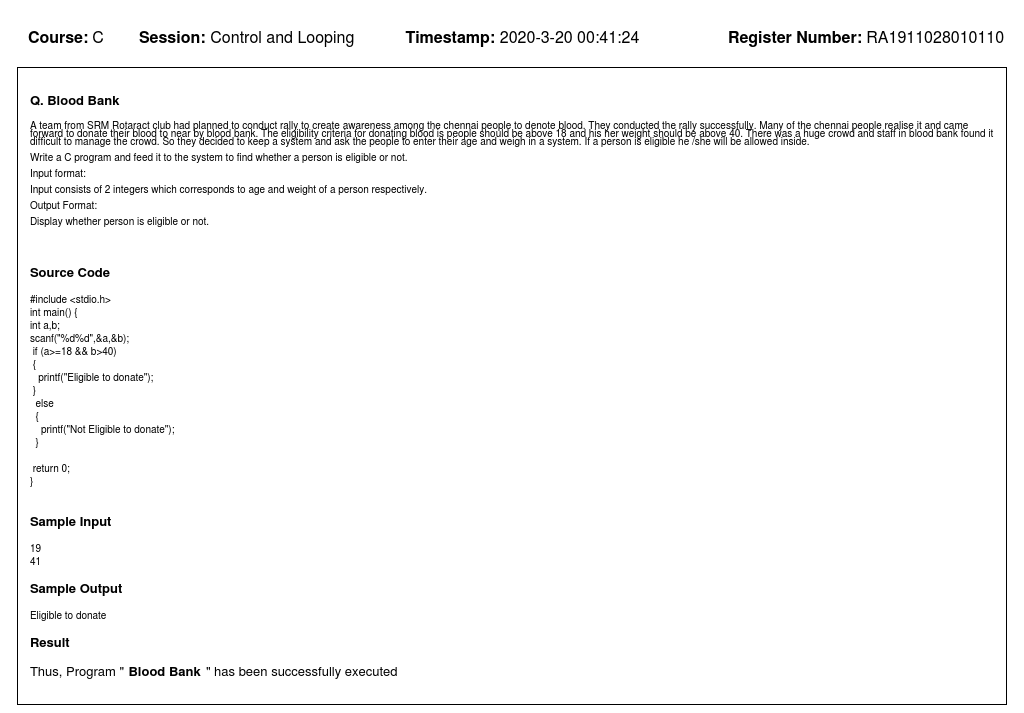 Course: C Session: Control and Looping Timestamp: 2020-3-20 00:41:24 Register Number: RA1911028010110
Q. Blood Bank
A team from SRM Rotaract club had planned to conduct rally to create awareness among the chennai people to denote blood. They conducted the rally successfully. Many of the chennai people realise it and came
forward to donate their blood to near by blood bank. The eligibility criteria for donating blood is people should be above 18 and his her weight should be above 40. There was a huge crowd and staff in blood bank found it
difficult to manage the crowd. So they decided to keep a system and ask the people to enter their age and weigh in a system. If a person is eligible he /she will be allowed inside.
Write a C program and feed it to the system to find whether a person is eligible or not.
Input format:
Input consists of 2 integers which corresponds to age and weight of a person respectively.
Output Format:
Display whether person is eligible or not.
Source Code
#include <stdio.h>
int main() {
int a,b;
scanf("%d%d",&a,&b);
if (a>=18 && b>40)
{
printf("Eligible to donate");
}
else
{
printf("Not Eligible to donate");
}
return 0;
}
Sample Input
19
41
Sample Output
Eligible to donate
Result
Thus, Program " Blood Bank " has been successfully executed